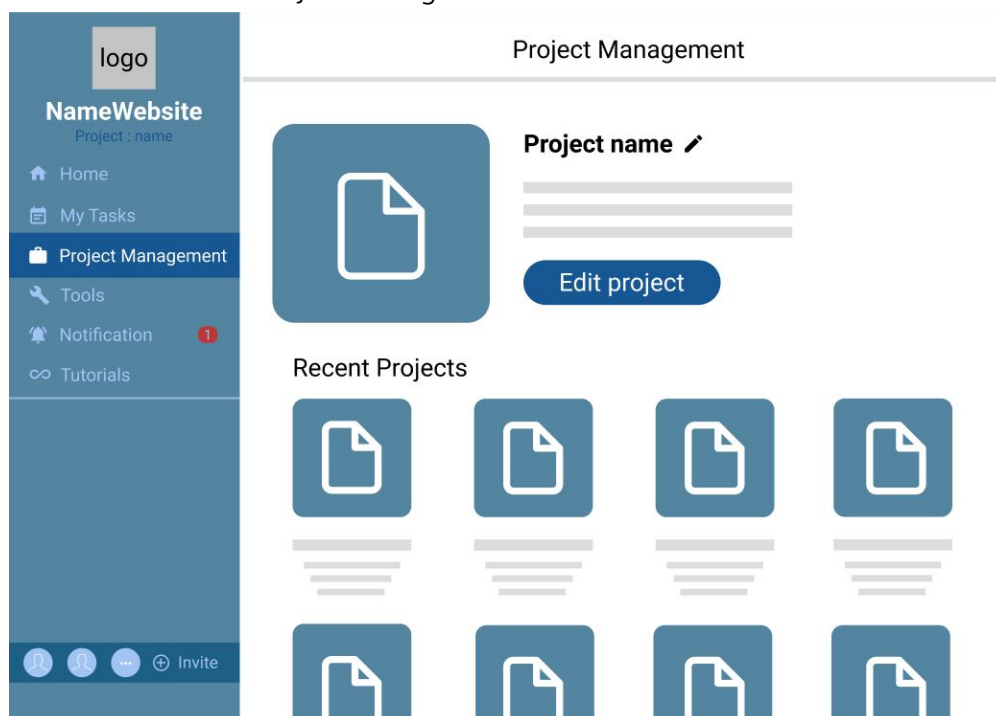 logo
NameWebsite
Project : name
Home
My Tasks
Project Management
Tools
Notification 1
Tutorials
Invite
Project Management
Project name
Edit project
Recent Projects